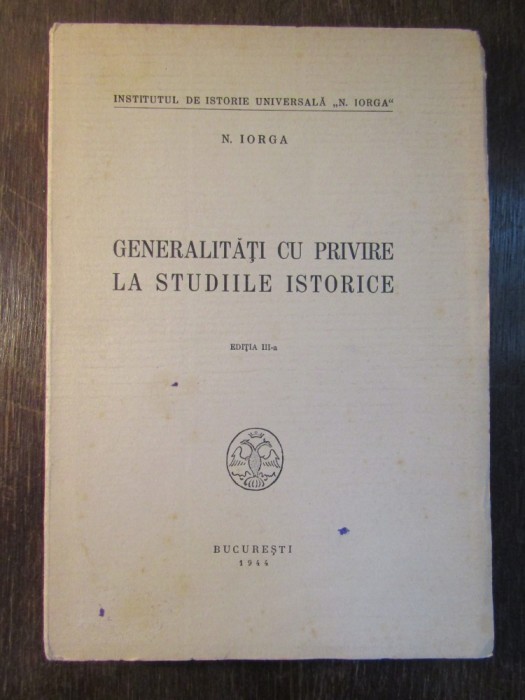 INSTITUTUL DE ISTORIE UNIVERSALĂ „N. IORGA"
N. IORGA
GENERALITĂŢI CU PRIVIRE
LA STUDIILE ISTORICE
EDIŢIA III-a
BUCUREŞTI
1944